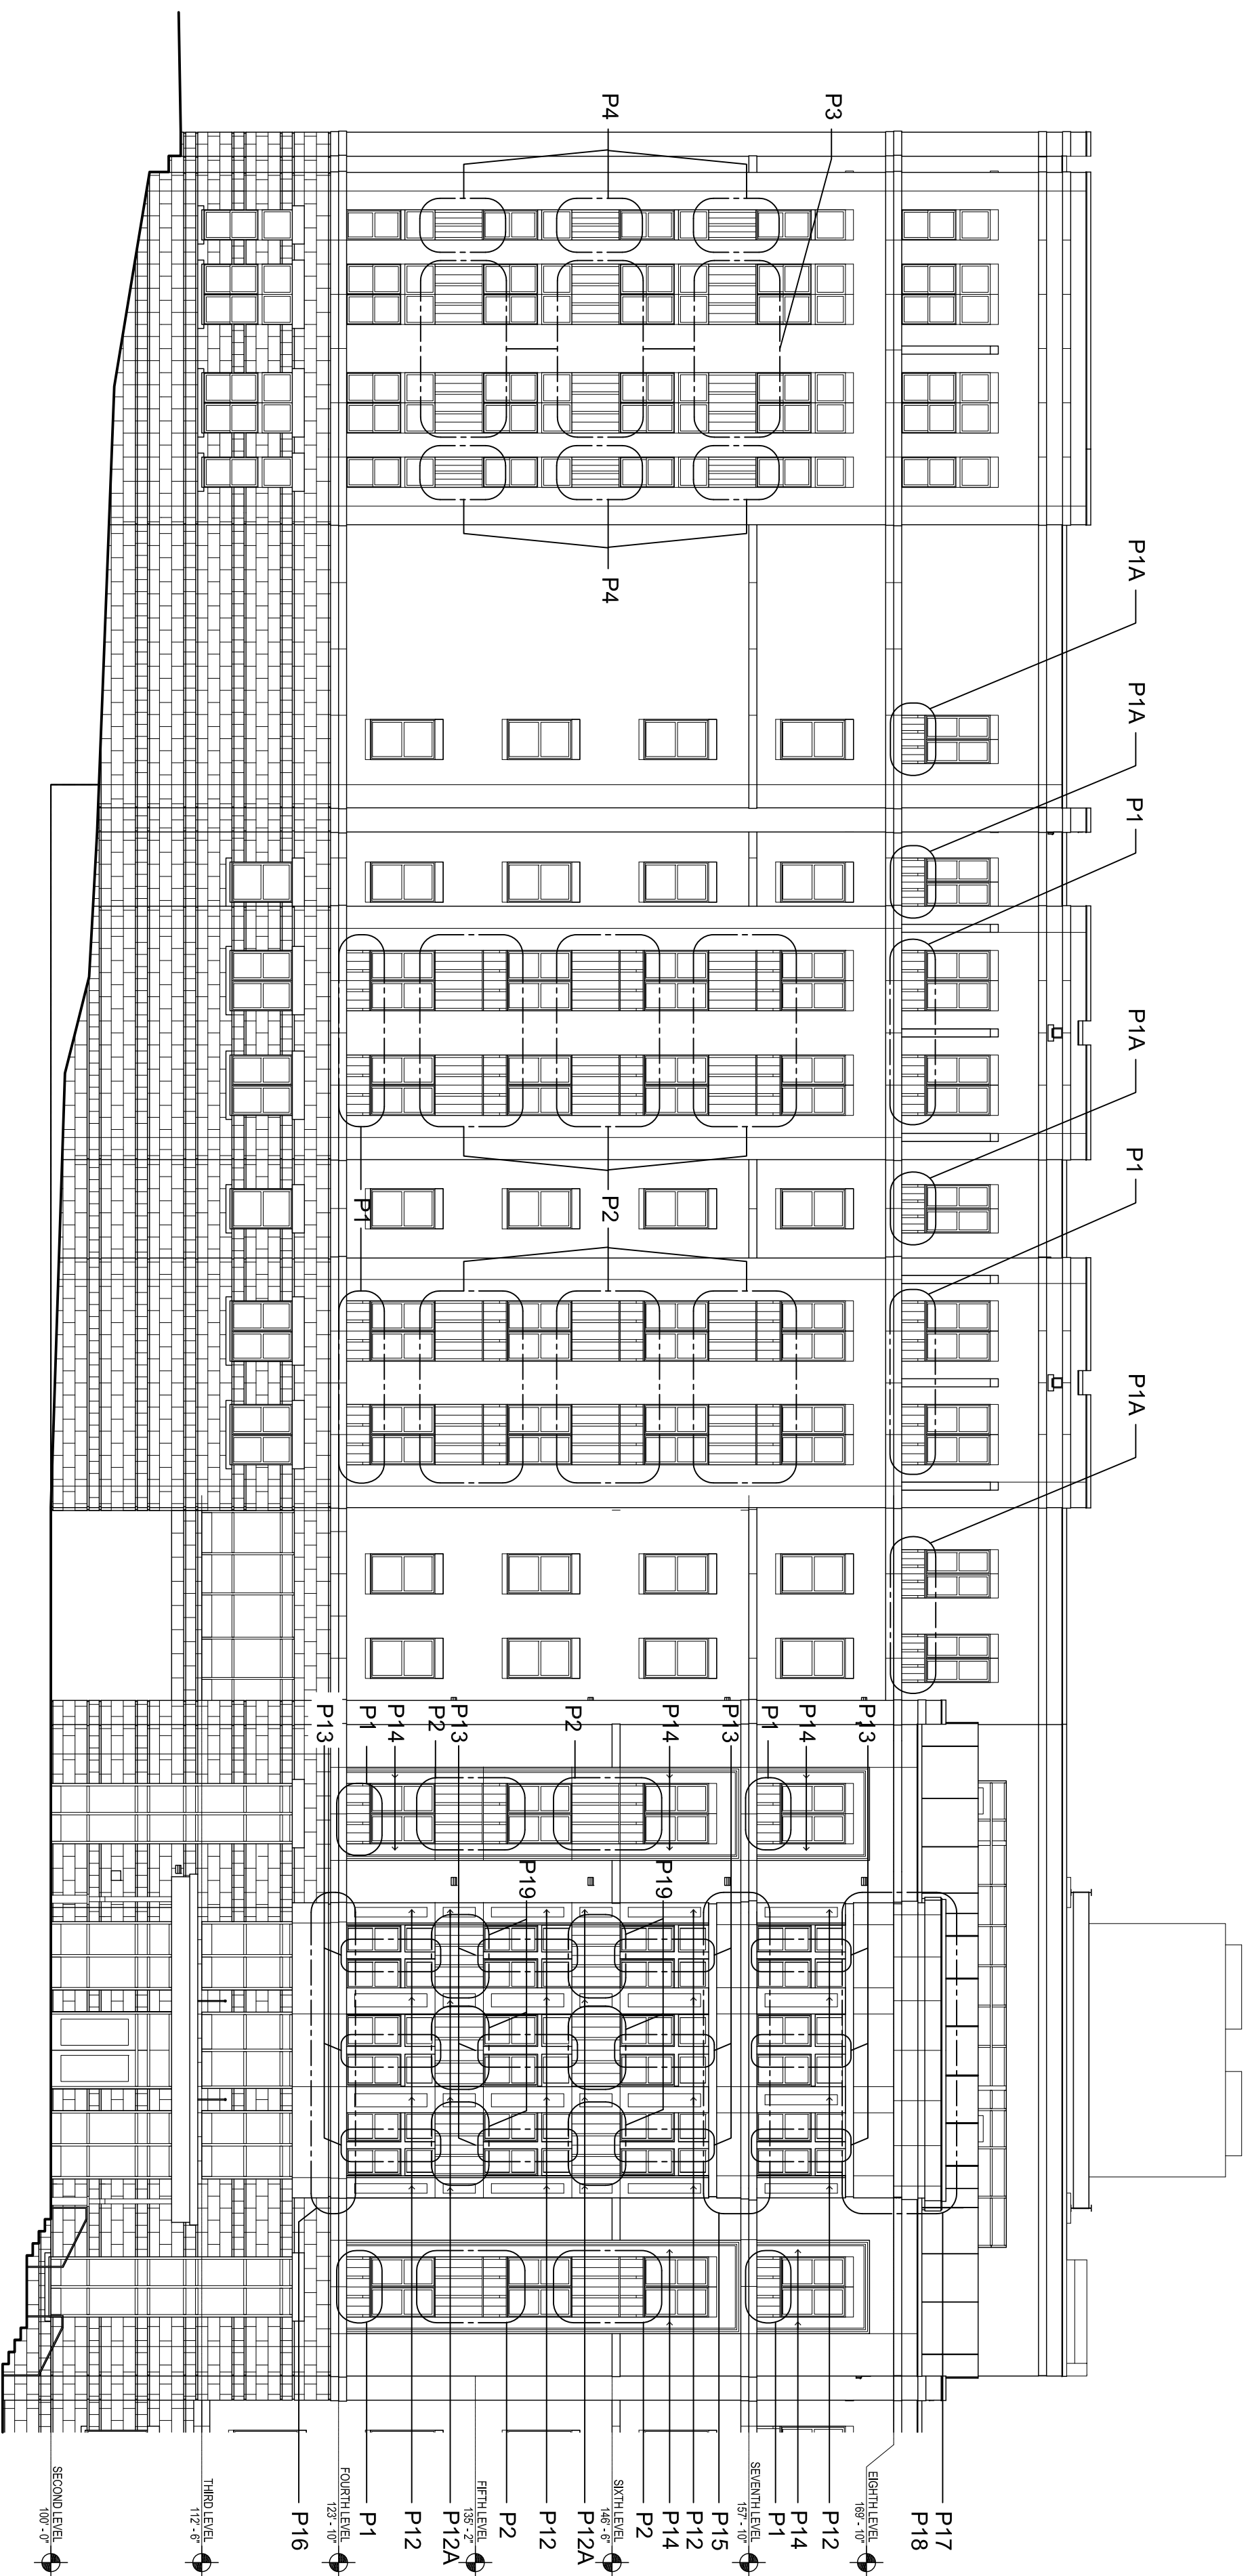 P1A
P1A
P1
P1A
P1
P1A
P3
P4
P4
P2
P1
P13
P14
P1
P13
P14
P2
P13
P2
P14
P1
P13
P19
P19
P17
P18
P12
P14
P1
P15
P12
P14
P2
P12A
P12
P2
P12A
P12
P1
P16
EIGHTH LEVEL
169' - 10"
SEVENTH LEVEL
157' - 10"
SIXTH LEVEL
146' - 6"
FIFTH LEVEL
135' - 2"
FOURTH LEVEL
123' - 10"
THIRD LEVEL
112' - 6"
SECOND LEVEL
100' - 0"